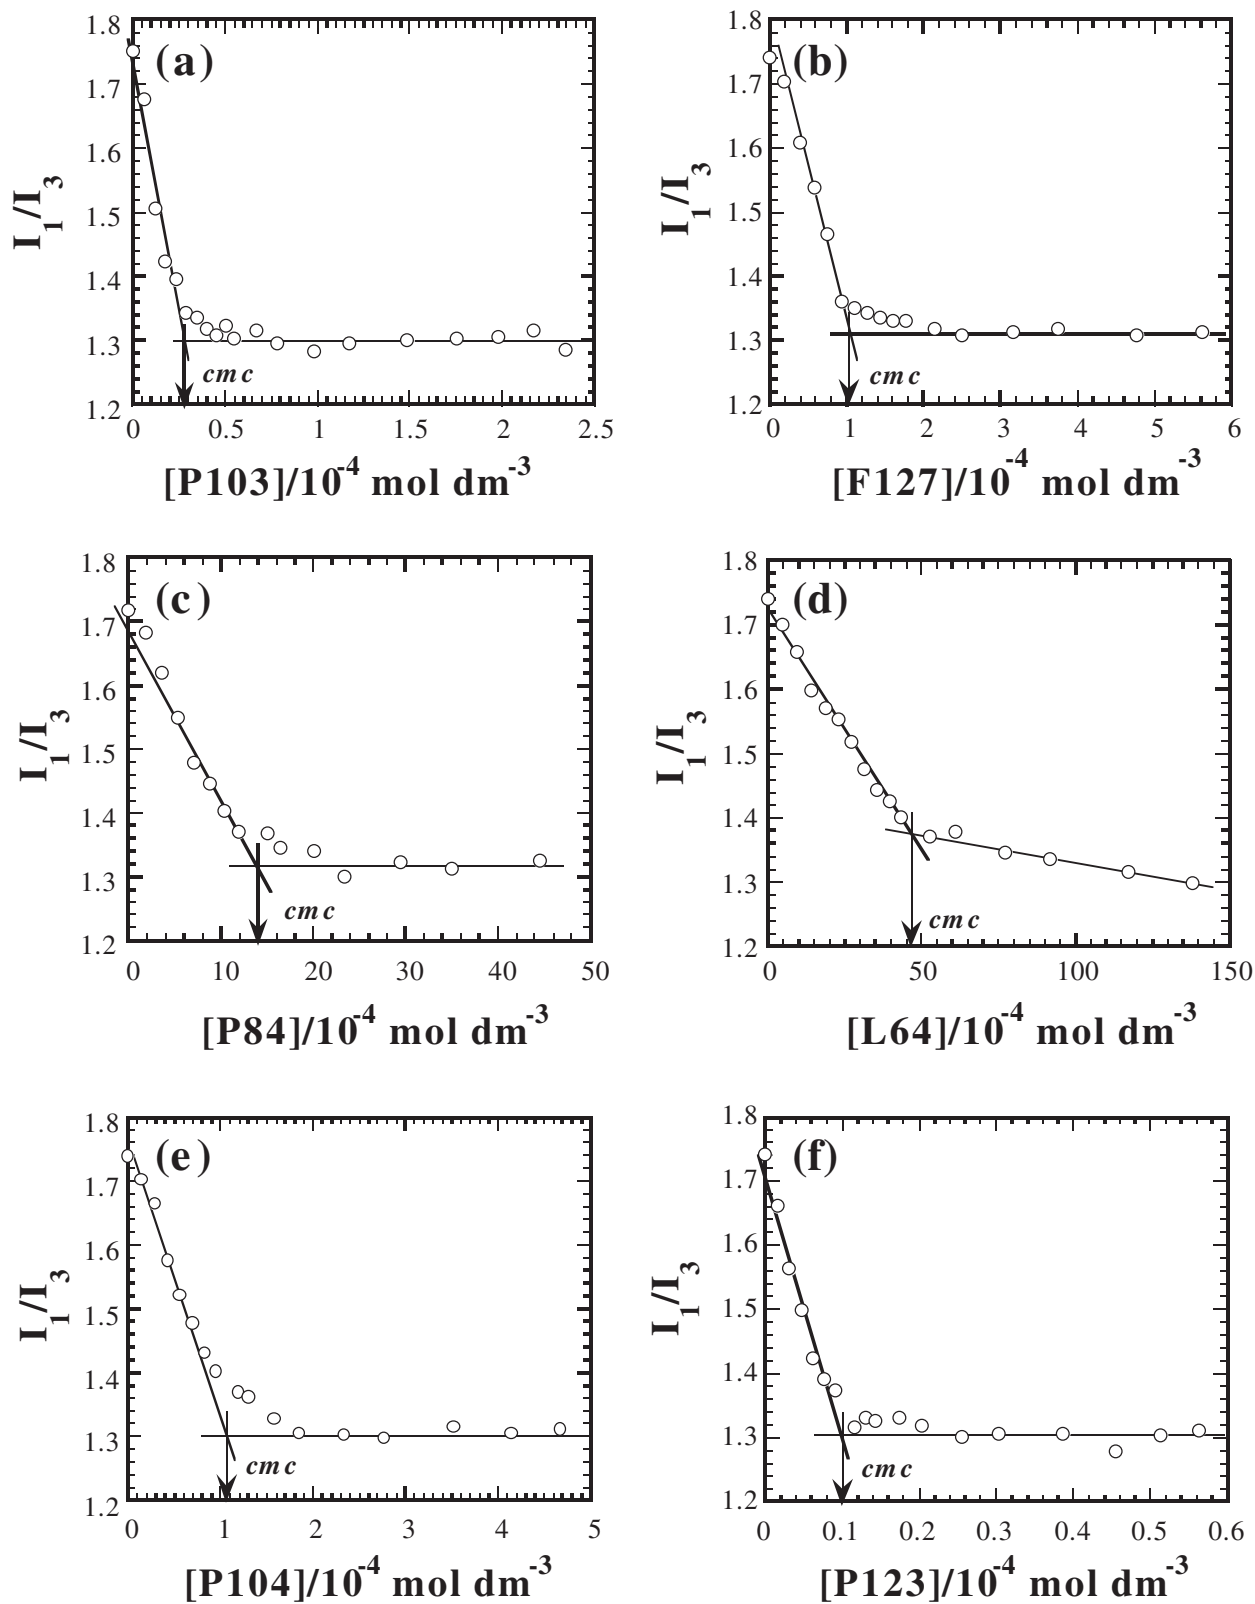 (a)
1.8
1.7
1.6
1.5
1.4
1.3
1.2
I1/I3
cmc
0 0.5 1 1.5 2 2.5
[P103]/10-4 mol dm-3
(b)
1.8
1.7
1.6
1.5
1.4
1.3
1.2
I1/I3
cmc
0 1 2 3 4 5 6
[F127]/10-4 mol dm-3
(c)
1.8
1.7
1.6
1.5
1.4
1.3
1.2
I1/I3
cmc
0 10 20 30 40 50
[P84]/10-4 mol dm-3
(d)
1.8
1.7
1.6
1.5
1.4
1.3
1.2
I1/I3
cmc
0 50 100 150
[L64]/10-4 mol dm-3
(e)
1.8
1.7
1.6
1.5
1.4
1.3
1.2
I1/I3
cmc
0 1 2 3 4 5
[P104]/10-4 mol dm-3
(f)
1.8
1.7
1.6
1.5
1.4
1.3
1.2
I1/I3
cmc
0 0.1 0.2 0.3 0.4 0.5 0.6
[P123]/10-4 mol dm-3